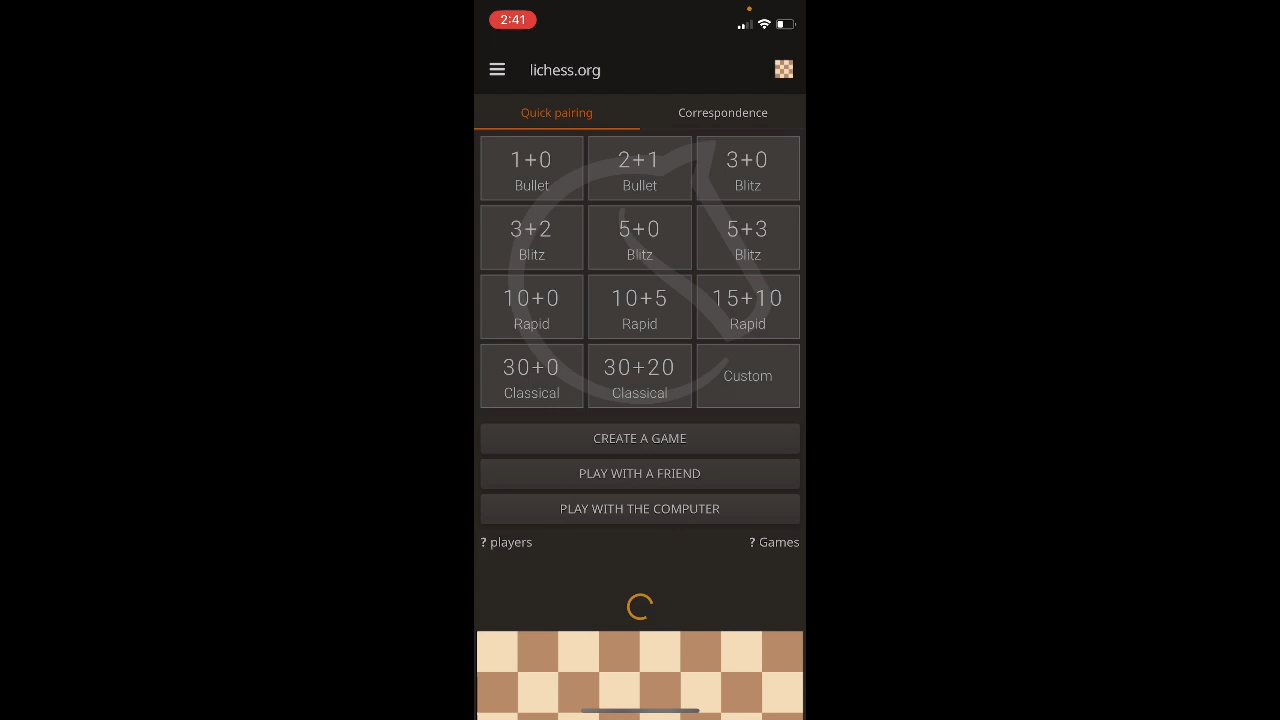 2:41
lichess.org
Quick pairing Correspondence
1+0 2+1 3+0
Bullet Bullet Blitz
3+2 5+0 5+3
Blitz Blitz Blitz
10+0 10+5 15+10
Rapid Rapid Rapid
30+0 30+20
Classical Classical Custom
CREATE A GAME
PLAY WITH A FRIEND
PLAY WITH THE COMPUTER
? players ? Games